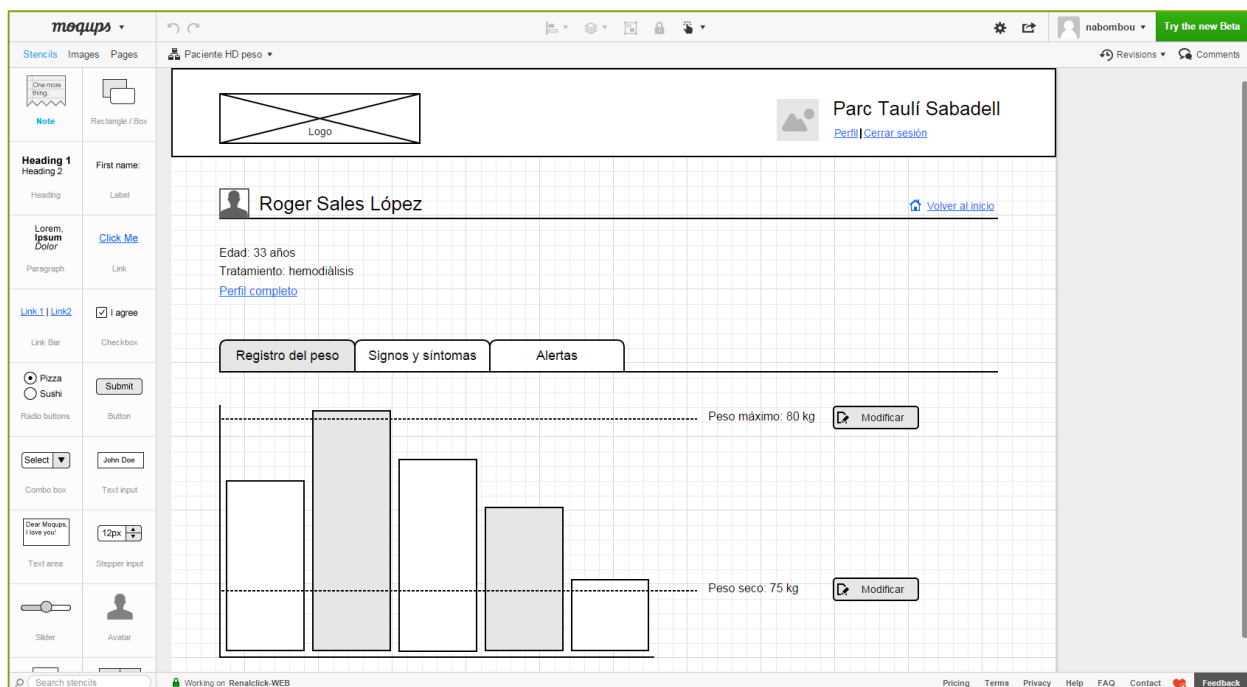 moqups
nabombou
Try the new Beta
Stencils Images Pages
Paciente HD peso
Revisions
Comments
One more
thing.
Note
Rectangle / Box
Heading 1
Heading 2
Heading
First name:
Label
Lorem,
Ipsum
Dolor
Paragraph
Click Me
Link
Link 1 | Link2
Link Bar
I agree
Checkbox
Pizza
Sushi
Radio buttons
Submit
Button
Select
Combo box
John Doe
Text input
Dear Moqups,
I love you!
Text area
12px
Stepper input
Slider
Avatar
Search stencils
Logo
Parc Taulí Sabadell
Perfil | Cerrar sesión
Roger Sales López
Volver al inicio
Edad: 33 años
Tratamiento: hemodiàlisis
Perfil completo
Registro del peso
Signos y síntomas
Alertas
Peso máximo: 80 kg
Modificar
Peso seco: 75 kg
Modificar
Working on Renalclick-WEB
Pricing Terms Privacy Help FAQ Contact
Feedback